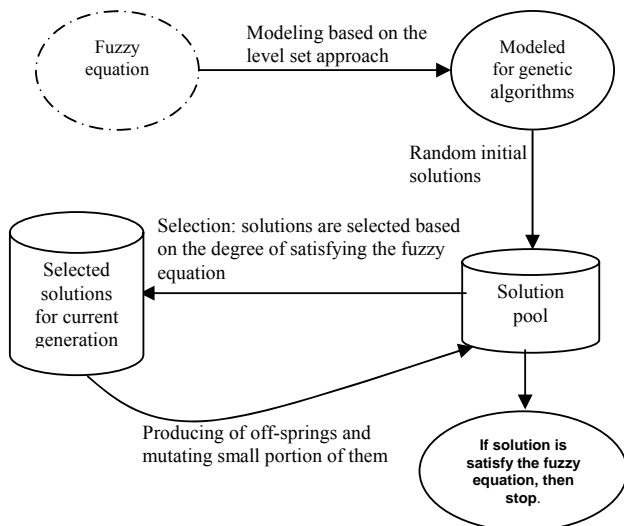 Fuzzy
equation
Modeling based on the
level set approach
Modeled
for genetic
algorithms
Random initial
solutions
Selection: solutions are selected based
on the degree of satisfying the fuzzy
equation
Selected
solutions
for current
generation
Solution
pool
Producing of off-springs and
mutating small portion of them
If solution is
satisfy the fuzzy
equation, then
stop.